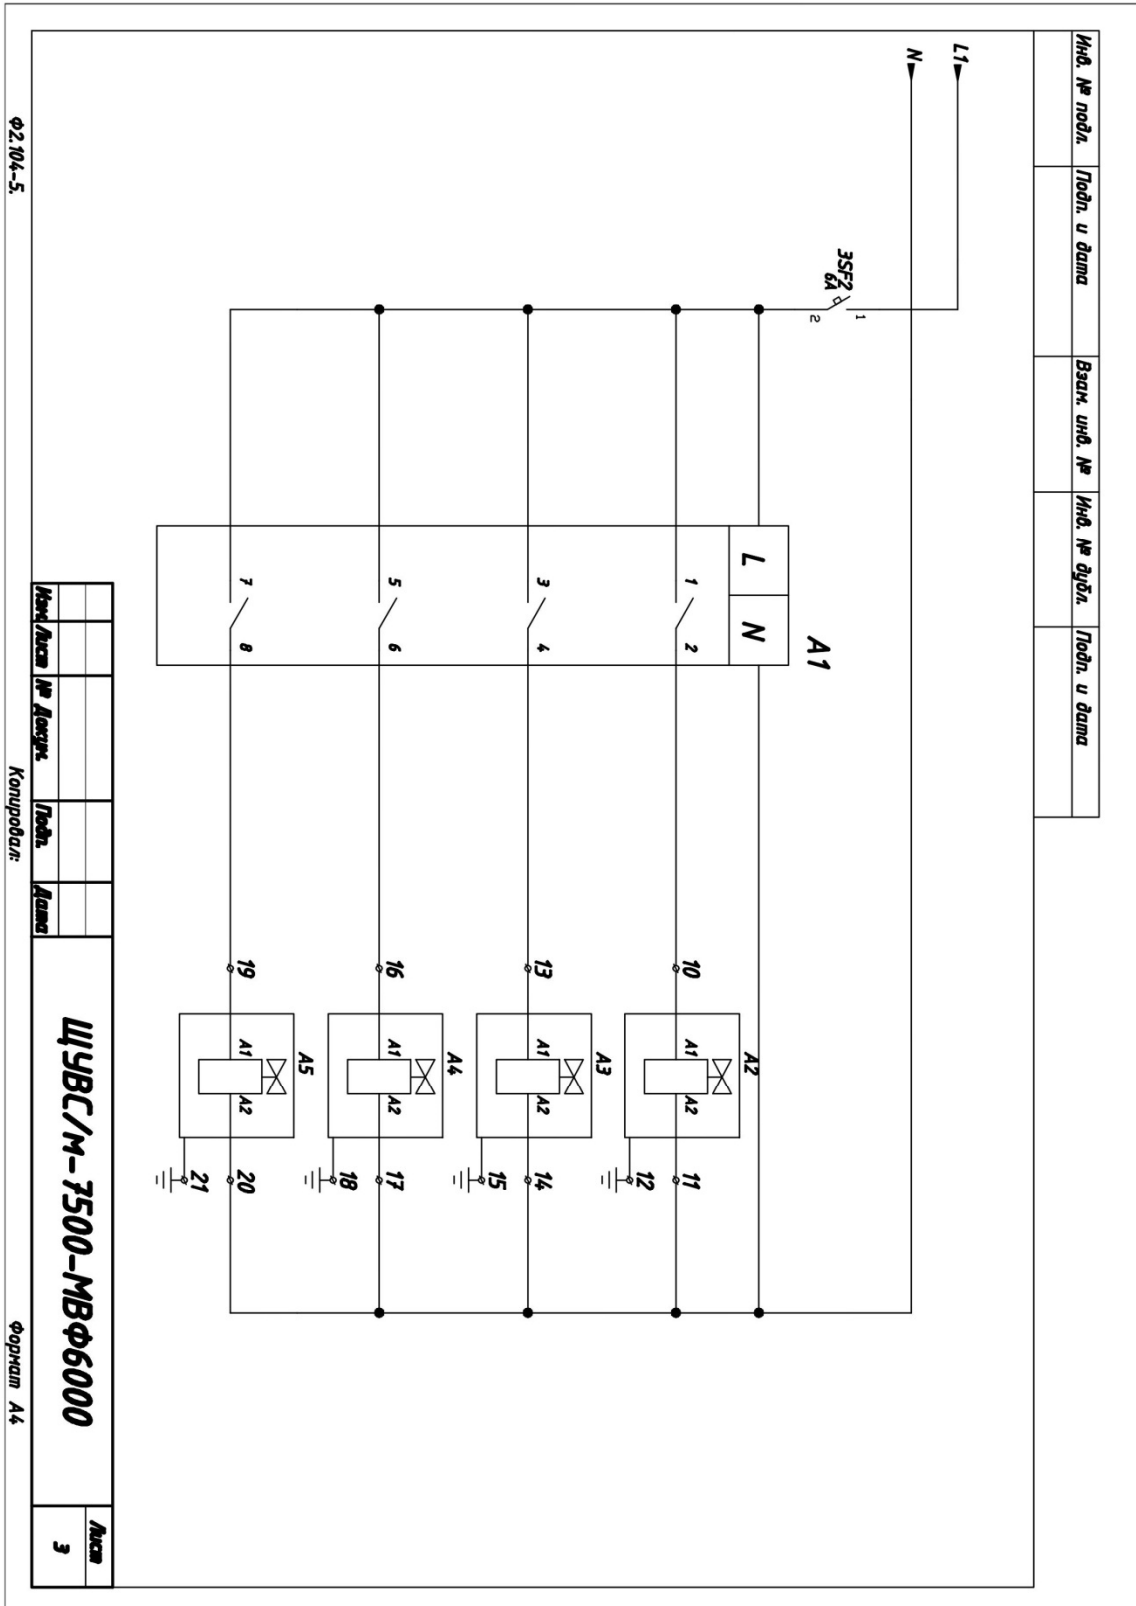 L1
N
3SF2
6A
1
2
A1
L
N
1
2
10
A2
A1
A2
11
12
3
4
13
A3
A1
A2
14
15
5
6
16
A4
A1
A2
17
18
7
8
19
A5
A1
A2
20
21
Инв. № подл.
Подп. и дата
Взам. инв. №
Инв. № дубл.
Подп. и дата
Изм.
Лист
№ Докум.
Подп.
Дата
ЩУВС/м-7500-МВФ6000
Лист
3
Ф2.104-5.
Копировал:
Формат А4